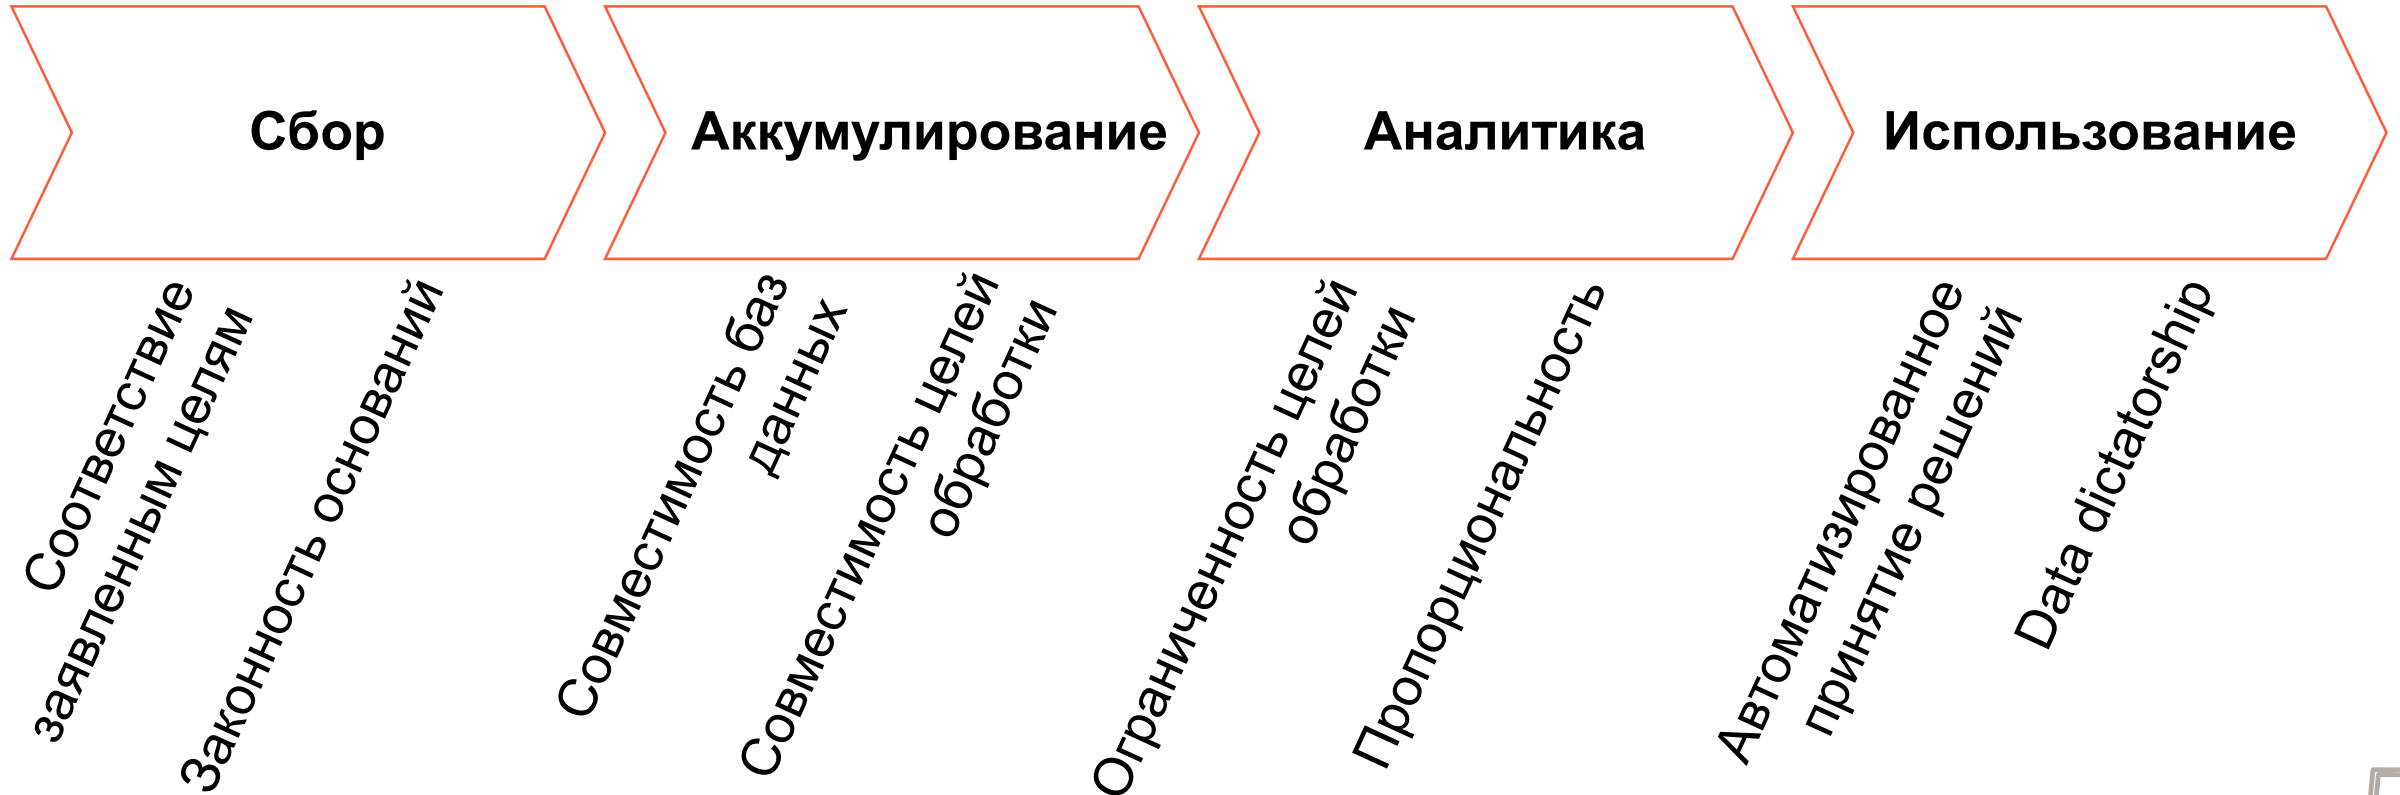 Сбор
Аккумулирование
Аналитика
Использование
Соответствие
заявленным целям
Законность оснований
Совместимость баз
данных
Совместимость целей
обработки
Ограниченность целей
обработки
Пропорциональность
Автоматизированное
принятие решений
Data dictatorship